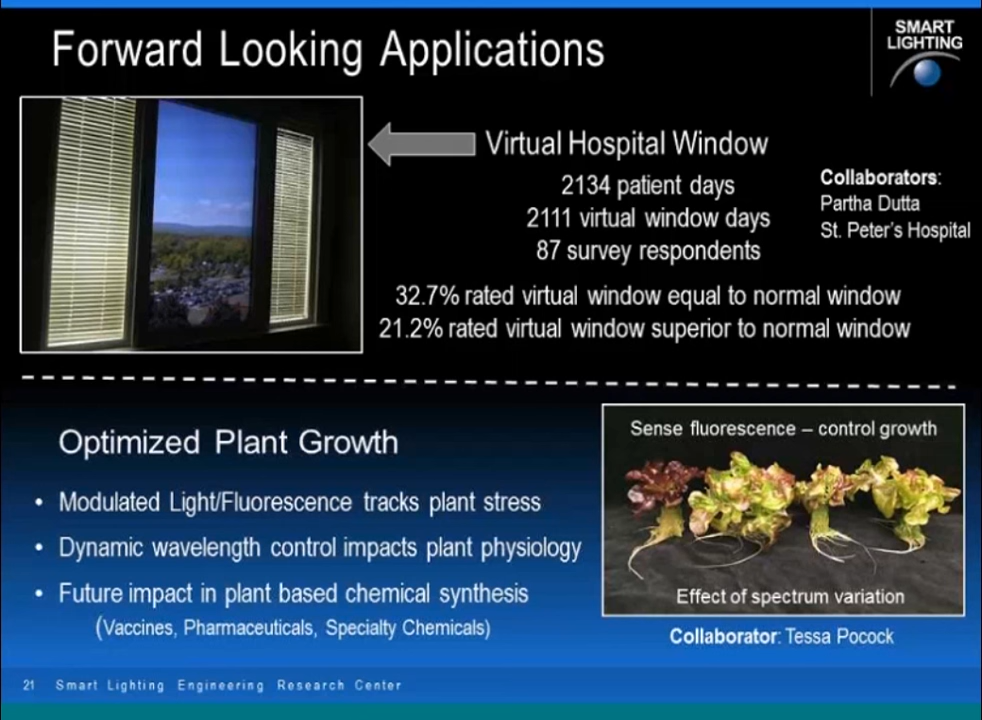 Forward Looking Applications
SMART
LIGHTING
Virtual Hospital Window
2134 patient days
2111 virtual window days
87 survey respondents
Collaborators:
Partha Dutta
St. Peter's Hospital
32.7% rated virtual window equal to normal window
21.2% rated virtual window superior to normal window
Optimized Plant Growth
• Modulated Light/Fluorescence tracks plant stress
• Dynamic wavelength control impacts plant physiology
• Future impact in plant based chemical synthesis
(Vaccines, Pharmaceuticals, Specialty Chemicals)
Sense fluorescence – control growth
Effect of spectrum variation
Collaborator: Tessa Pocock
21 Smart Lighting Engineering Research Center